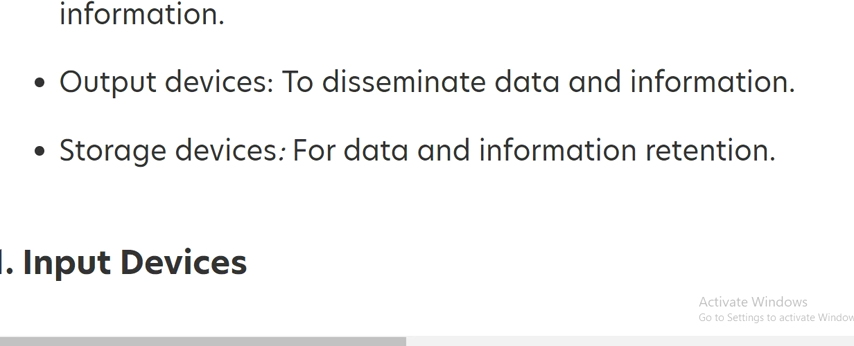 information.
• Output devices: To disseminate data and information.
• Storage devices: For data and information retention.
. Input Devices
Activate Windows
Go to Settings to activate